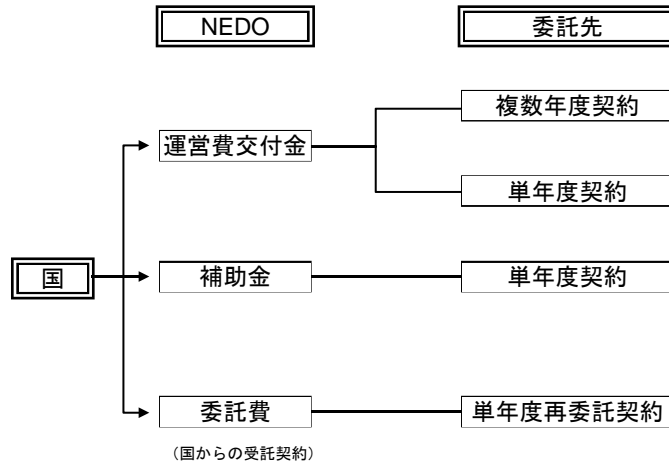 NEDO
委託先
複数年度契約
運営費交付金
単年度契約
国
補助金
単年度契約
委託費
単年度再委託契約
(国からの受託契約)